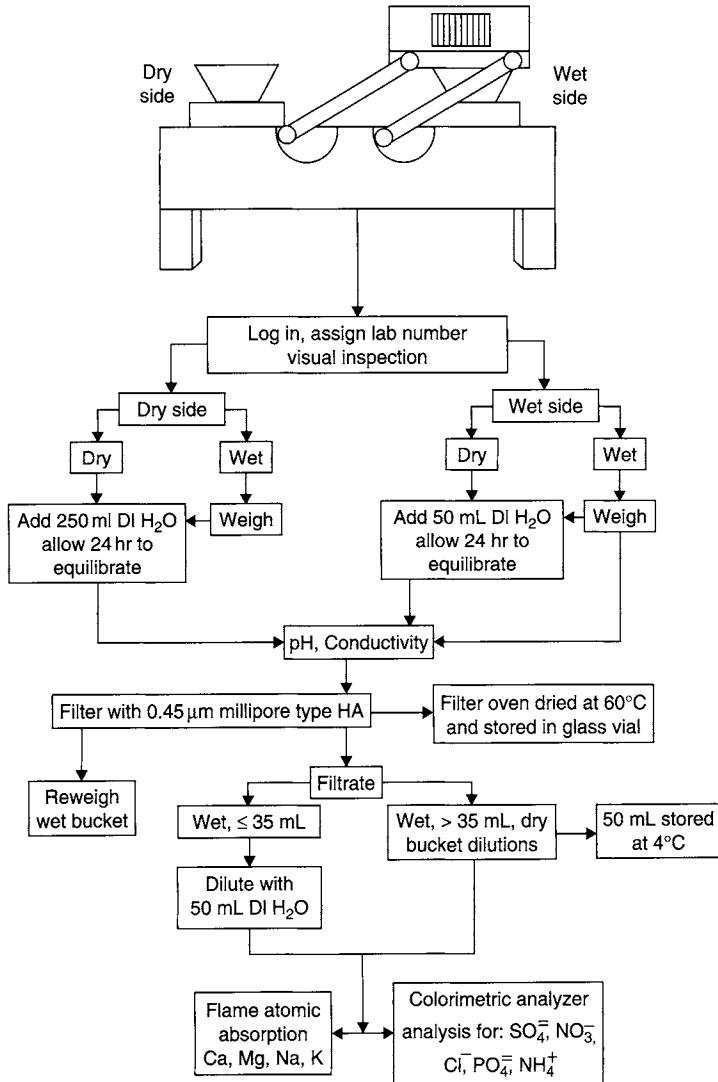 Dry
side
Wet
side
Log in, assign lab number
visual inspection
Dry side
Wet side
Dry
Wet
Dry
Wet
Add 250 ml DI H₂O
allow 24 hr to
equilibrate
Weigh
Add 50 mL DI H₂O
allow 24 hr to
equilibrate
Weigh
pH, Conductivity
Filter with 0.45 μm millipore type HA
Filter oven dried at 60°C
and stored in glass vial
Reweigh
wet bucket
Filtrate
Wet, ≤ 35 mL
Wet, > 35 mL, dry
bucket dilutions
50 mL stored
at 4°C
Dilute with
50 mL DI H₂O
Flame atomic
absorption
Ca, Mg, Na, K
Colorimetric analyzer
analysis for: SO₄⁼, NO₃⁻,
Cl⁻, PO₄⁼, NH₄⁺